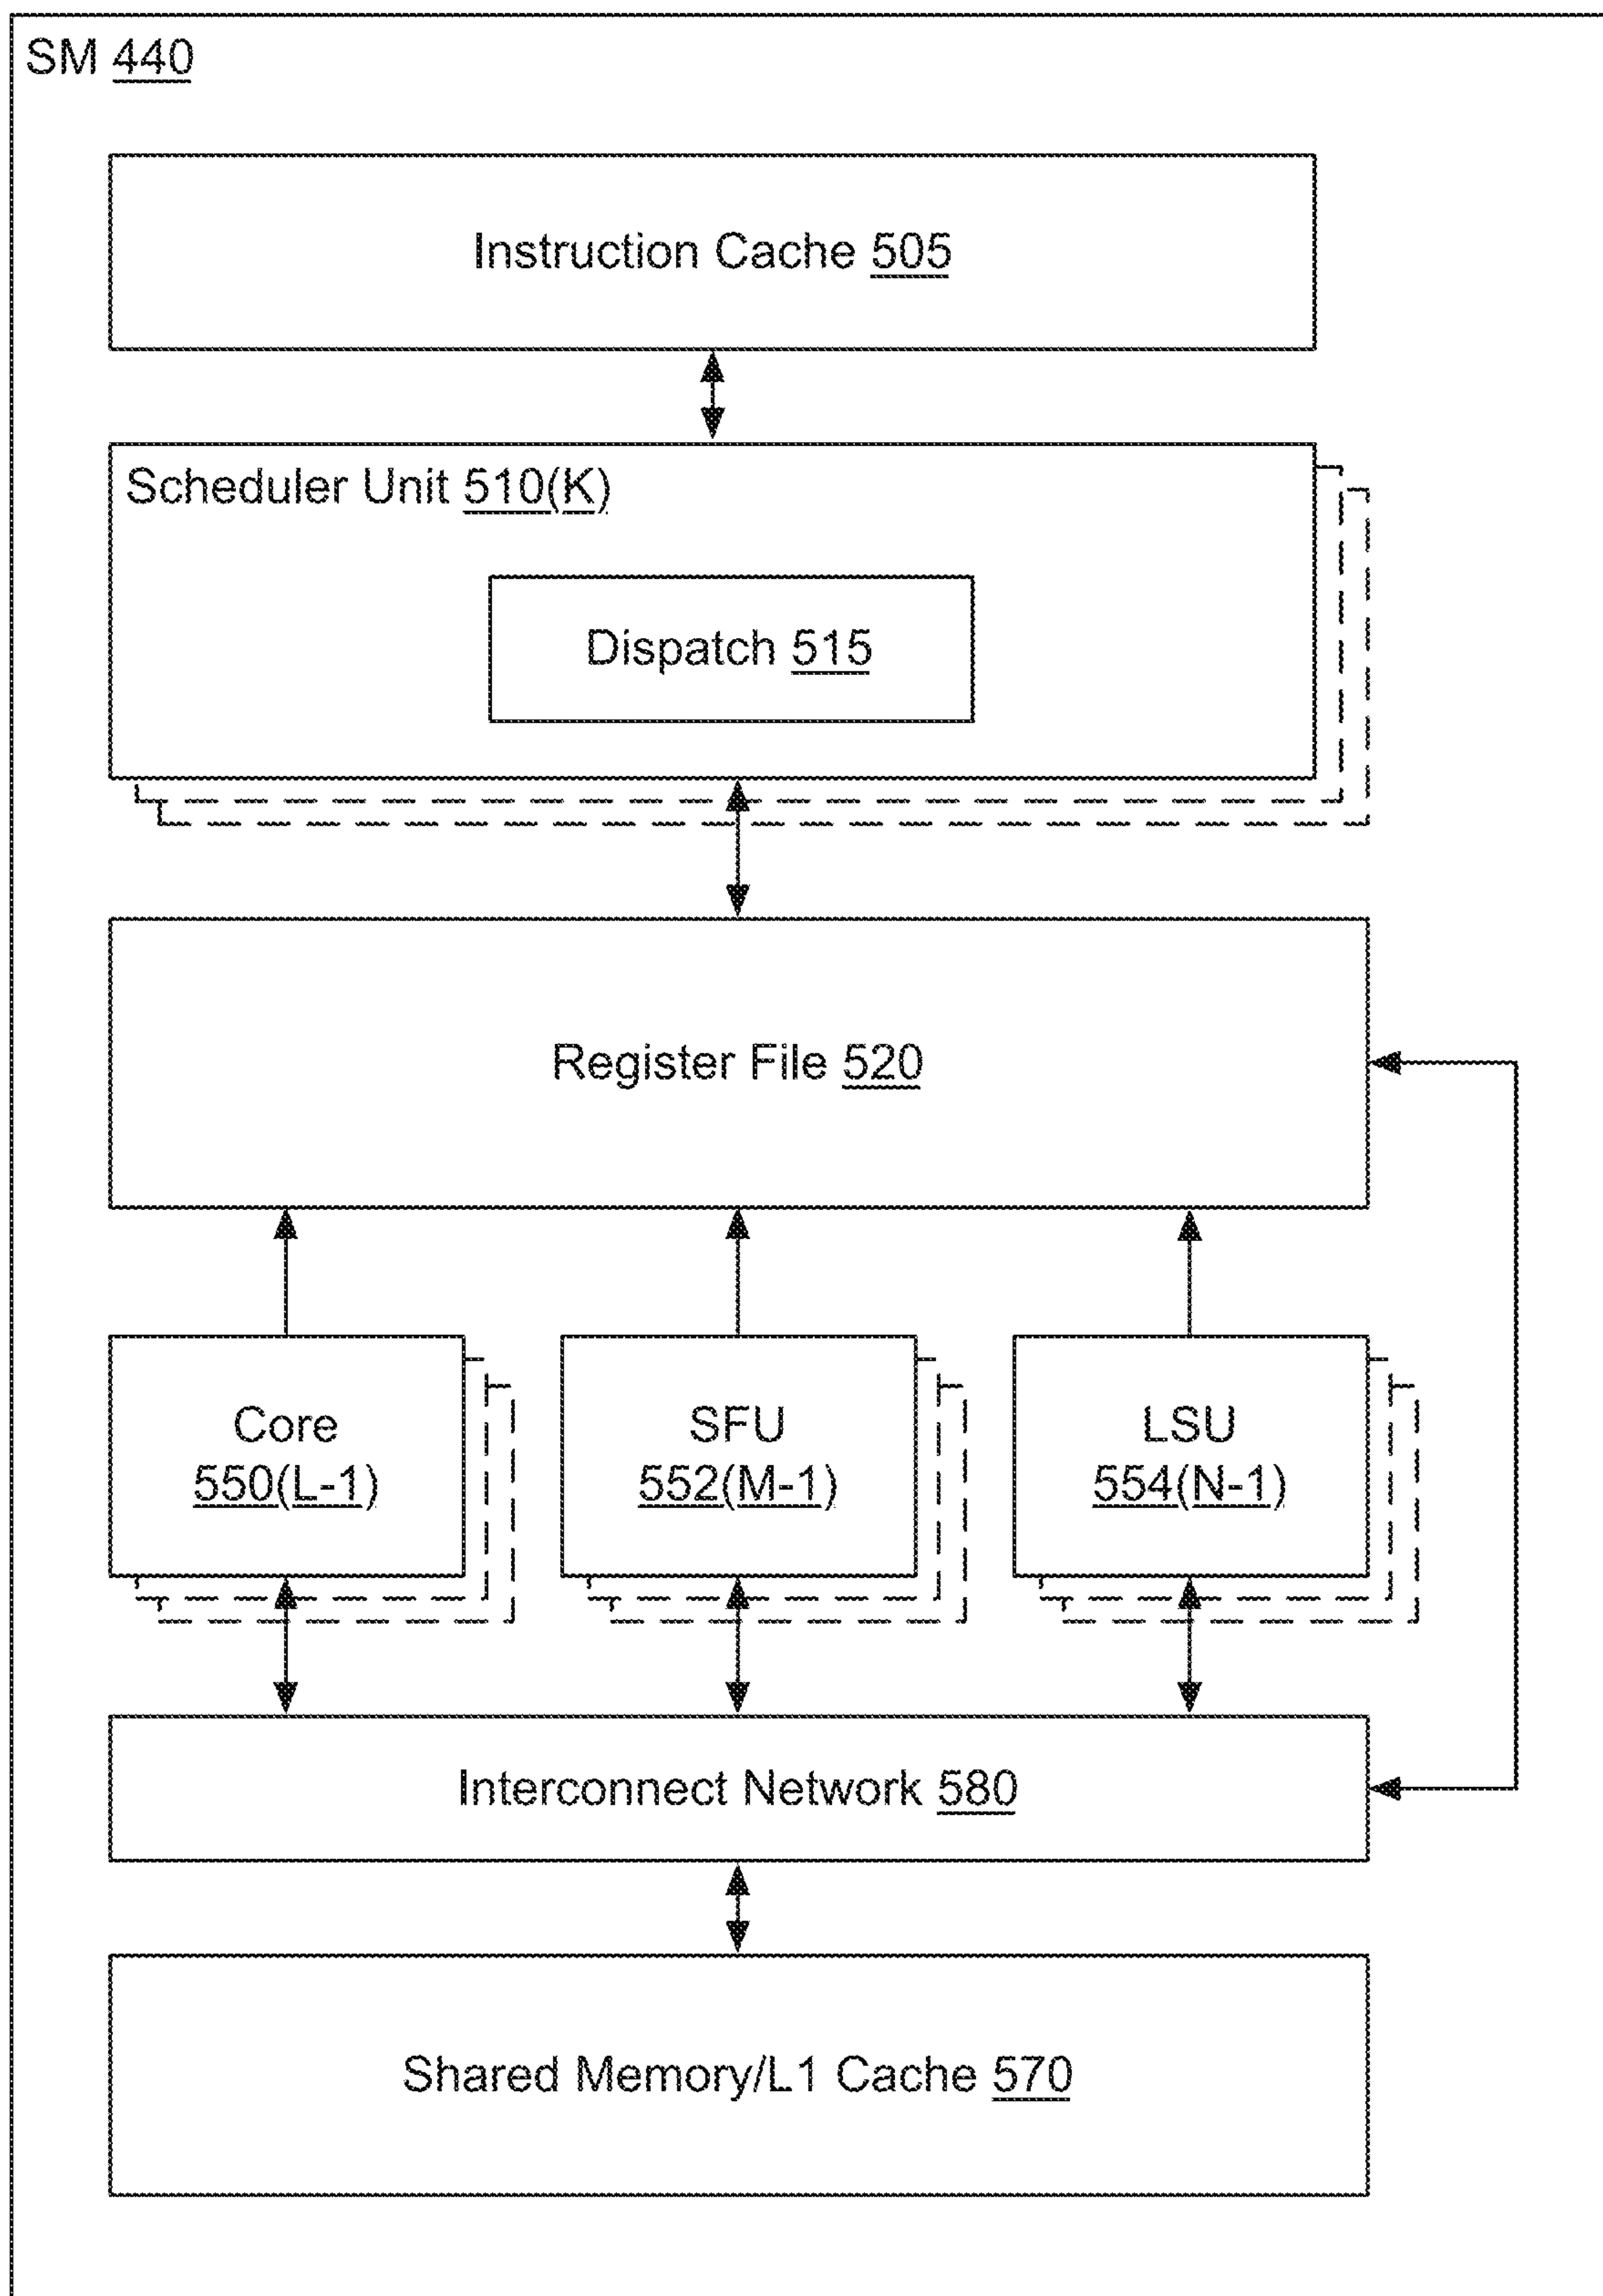 SM 440
Instruction Cache 505
Scheduler Unit 510(K)
Dispatch 515
Register File 520
Core
550(L-1)
SFU
552(M-1)
LSU
554(N-1)
Interconnect Network 580
Shared Memory/L1 Cache 570